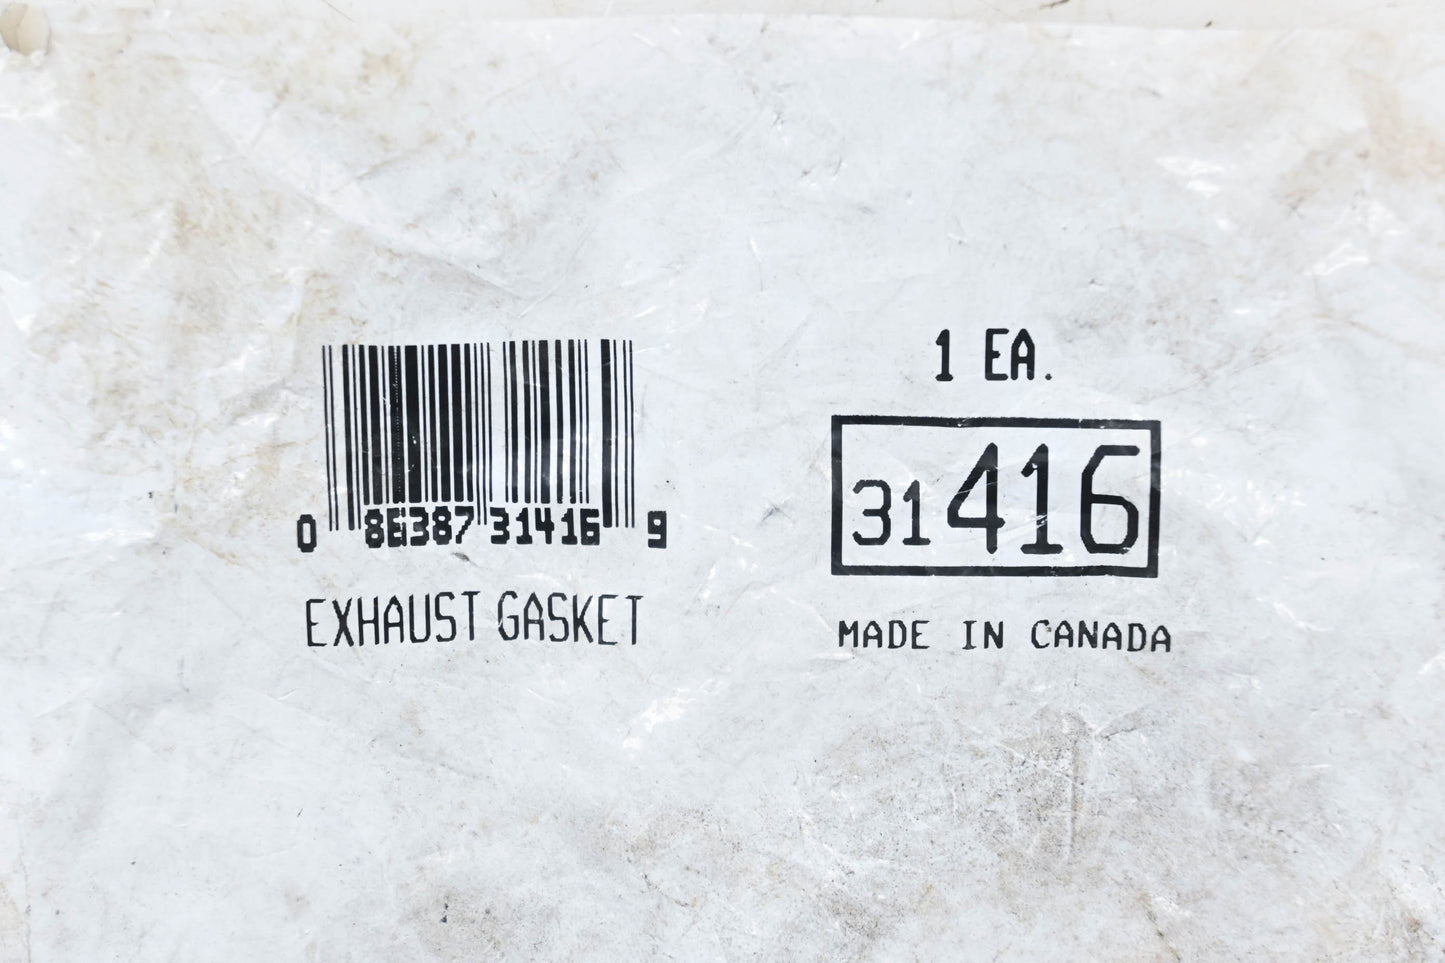 0 86387 31416 9
EXHAUST GASKET
1 EA.
31416
MADE IN CANADA